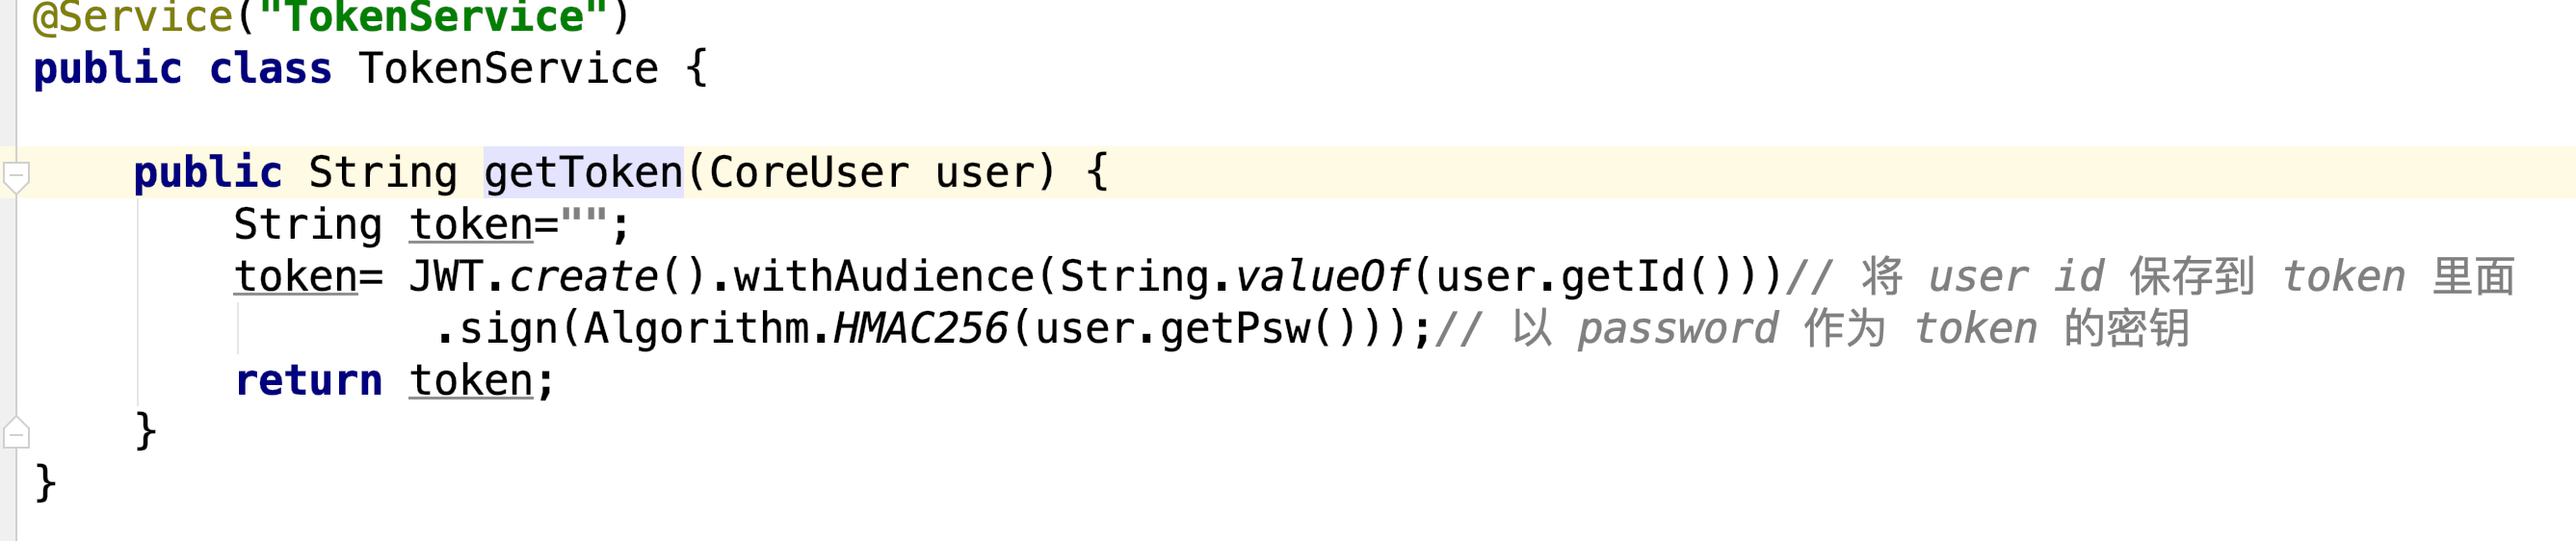 @Service("TokenService")
public class TokenService {
public String getToken(CoreUser user) {
String token="";
token= JWT.create().withAudience(String.valueOf(user.getId()))// 将 user id 保存到 token 里面
.sign(Algorithm.HMAC256(user.getPsw()));// 以 password 作为 token 的密钥
return token;
}
}